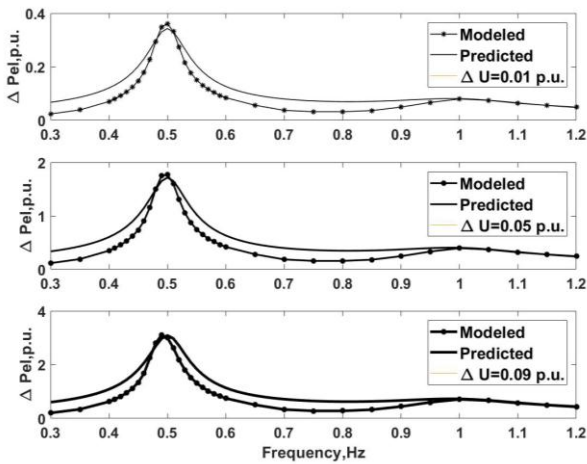 0.4
0.2
0
Δ Pel,p.u.
Modeled
Predicted
Δ U=0.01 p.u.
0.3 0.4 0.5 0.6 0.7 0.8 0.9 1 1.1 1.2
2
1
0
Δ Pel,p.u.
Modeled
Predicted
Δ U=0.05 p.u.
0.3 0.4 0.5 0.6 0.7 0.8 0.9 1 1.1 1.2
4
2
0
Δ Pel,p.u.
Modeled
Predicted
Δ U=0.09 p.u.
0.3 0.4 0.5 0.6 0.7 0.8 0.9 1 1.1 1.2
Frequency,Hz